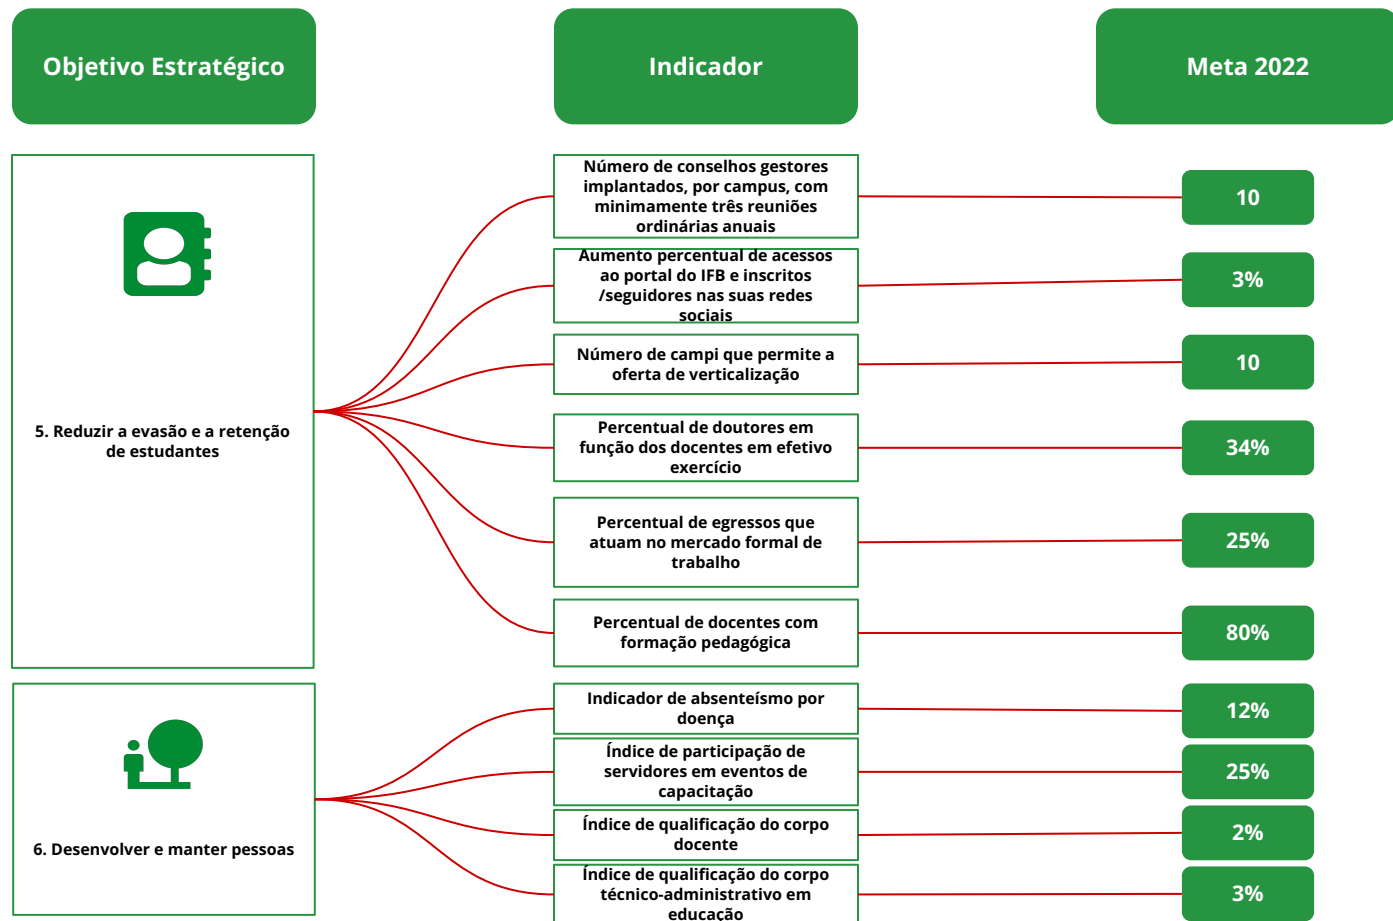 Objetivo Estratégico
Indicador
Meta 2022
5. Reduzir a evasão e a retenção
de estudantes
Número de conselhos gestores
implantados, por campus, com
minimamente três reuniões
ordinárias anuais
10
Aumento percentual de acessos
ao portal do IFB e inscritos
/seguidores nas suas redes
sociais
3%
Número de campi que permite a
oferta de verticalização
10
Percentual de doutores em
função dos docentes em efetivo
exercício
34%
Percentual de egressos que
atuam no mercado formal de
trabalho
25%
Percentual de docentes com
formação pedagógica
80%
6. Desenvolver e manter pessoas
Indicador de absenteísmo por
doença
12%
Índice de participação de
servidores em eventos de
capacitação
25%
Índice de qualificação do corpo
docente
2%
Índice de qualificação do corpo
técnico-administrativo em
educação
3%